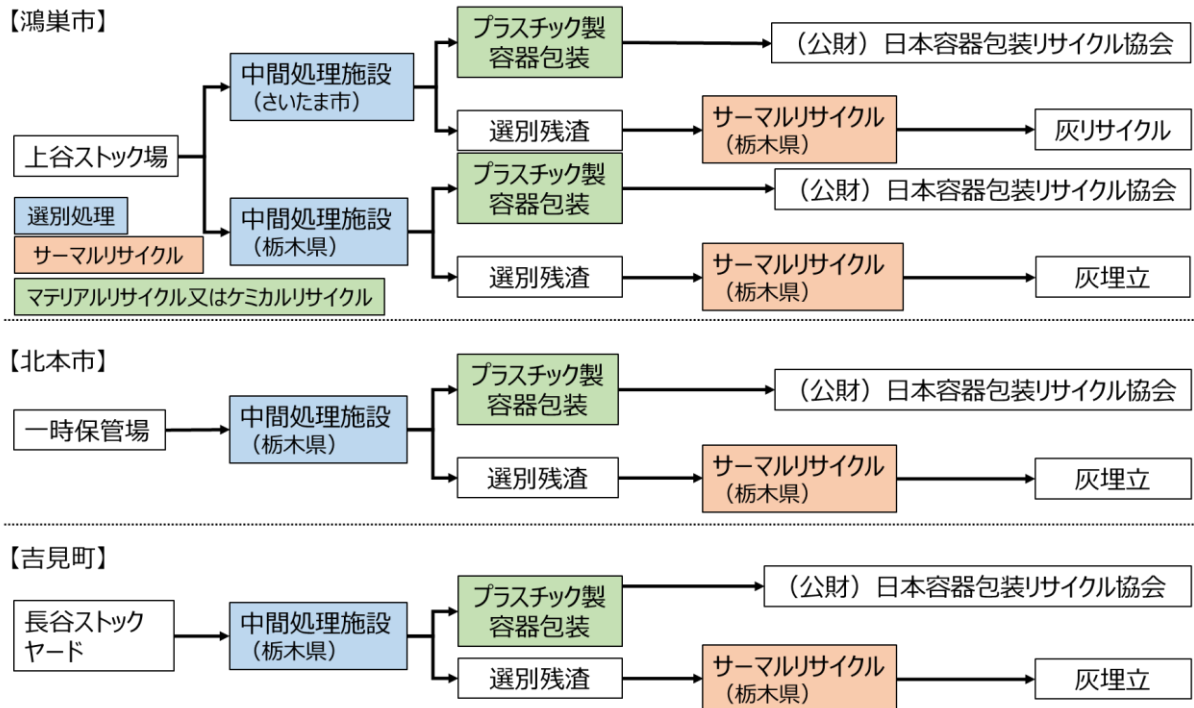 【鴻巣市】
プラスチック製
容器包装
（公財）日本容器包装リサイクル協会
中間処理施設
（さいたま市）
選別残渣
サーマルリサイクル
（栃木県）
灰リサイクル
上谷ストック場
プラスチック製
容器包装
（公財）日本容器包装リサイクル協会
中間処理施設
（栃木県）
選別残渣
サーマルリサイクル
（栃木県）
灰埋立
選別処理
サーマルリサイクル
マテリアルリサイクル又はケミカルリサイクル
【北本市】
一時保管場
中間処理施設
（栃木県）
プラスチック製
容器包装
（公財）日本容器包装リサイクル協会
選別残渣
サーマルリサイクル
（栃木県）
灰埋立
【吉見町】
長谷ストック
ヤード
中間処理施設
（栃木県）
プラスチック製
容器包装
（公財）日本容器包装リサイクル協会
選別残渣
サーマルリサイクル
（栃木県）
灰埋立